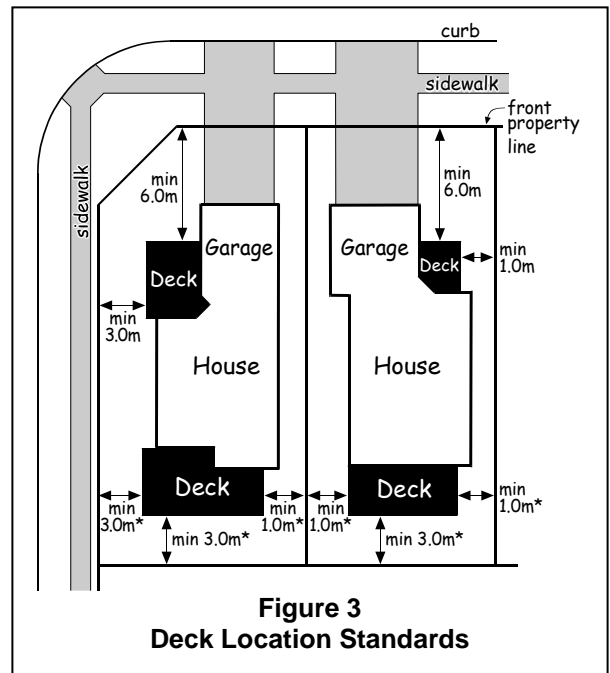 curb
sidewalk
front
property
line
sidewalk
min
6.0m
min
6.0m
Garage
Garage
min
1.0m
Deck
Deck
min
3.0m
House
House
Deck
Deck
min
3.0m*
min
1.0m*
min
1.0m*
min
1.0m*
min 3.0m*
min 3.0m*
Figure 3
Deck Location Standards